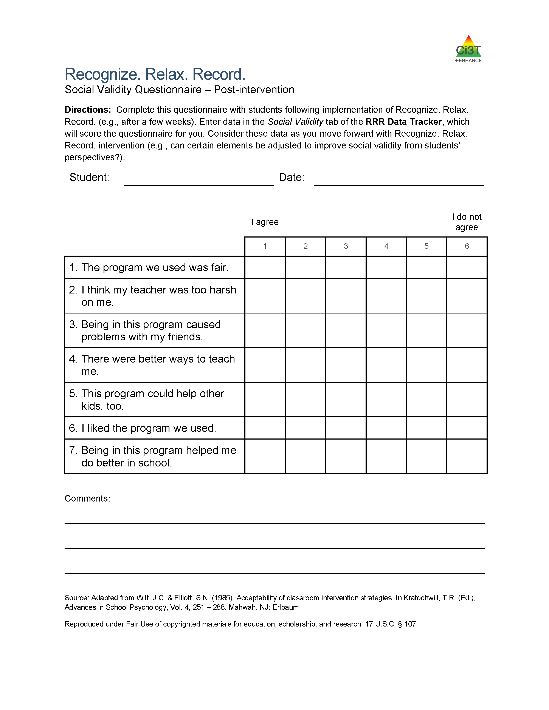 Ci3T
Recognize. Relax. Record.
Social Validity Questionnaire – Post-intervention
Directions: Complete this questionnaire with students following implementation of Recognize. Relax.
Record. (e.g., after a few weeks). Enter data in the Social Validity tab of the RRR Data Tracker, which
will score the questionnaire for you. Consider these data as you move forward with Recognize. Relax.
Record. intervention (e.g., can certain elements be adjusted to improve social validity from students'
perspectives?).
Student: Date:
I agree I do not agree
1 2 3 4 5 6
1. The program we used was fair.
2. I think my teacher was too harsh
on me.
3. Being in this program caused
problems with my friends.
4. There were better ways to teach
me.
5. This program could help other
kids, too.
6. I liked the program we used.
7. Being in this program helped me
do better in school.
Comments:
Source: Adapted from Witt, J.C. & Elliott, S.N. (1985). Acceptability of classroom intervention strategies. In Kratochwill, T.R. (Ed.),
Advances in School Psychology, Vol. 4, 251 – 288. Mahwah, NJ: Erlbaum
Reproduced under Fair Use of copyrighted materials for education, scholarship, and research. 17 U.S.C. § 107